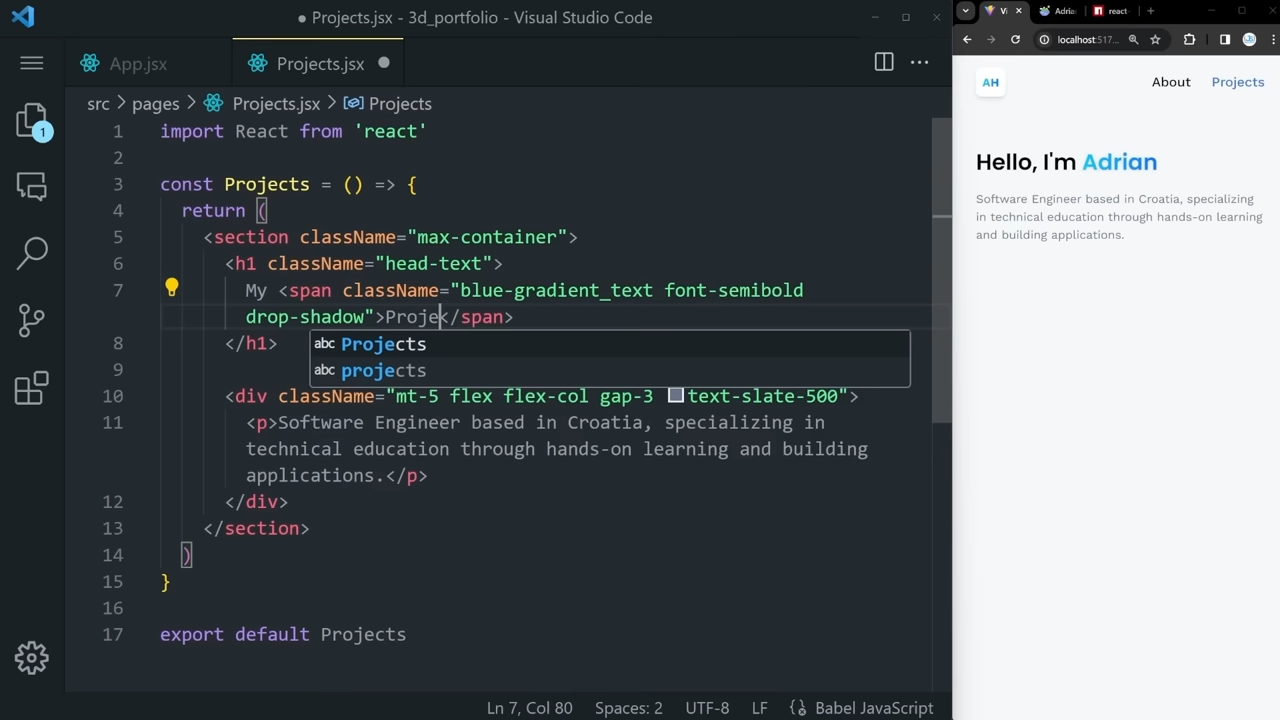 ● Projects.jsx - 3d_portfolio - Visual Studio Code
App.jsx
Projects.jsx
src > pages > Projects.jsx > Projects
1
1 import React from 'react'
2
3 const Projects = () => {
4 return (
5 <section className="max-container">
6 <h1 className="head-text">
7 My <span className="blue-gradient_text font-semibold
drop-shadow">Proje</span>
8 </h1>
abc Projects
9
abc projects
10 <div className="mt-5 flex flex-col gap-3 text-slate-500">
11 <p>Software Engineer based in Croatia, specializing in
technical education through hands-on learning and building
applications.</p>
12 </div>
13 </section>
14 )
15 }
16
17 export default Projects
Ln 7, Col 80
Spaces: 2
UTF-8
LF
Babel JavaScript
Vi
Adria
react
localhost:517...
AH
About
Projects
Hello, I'm Adrian
Software Engineer based in Croatia, specializing
in technical education through hands-on learning
and building applications.